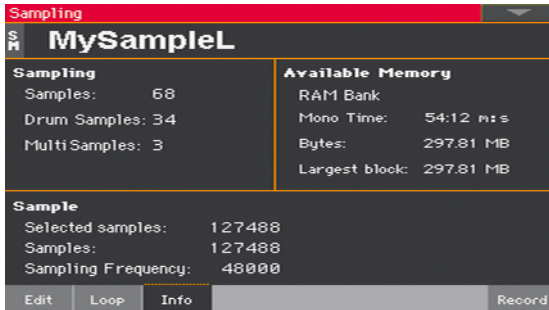 Sampling
SM MySampleL
Sampling
Samples: 68
Drum Samples: 34
MultiSamples: 3
Available Memory
RAM Bank
Mono Time: 54:12 m:s
Bytes: 297.81 MB
Largest block: 297.81 MB
Sample
Selected samples: 127488
Samples: 127488
Sampling Frequency: 48000
Edit Loop Info Record